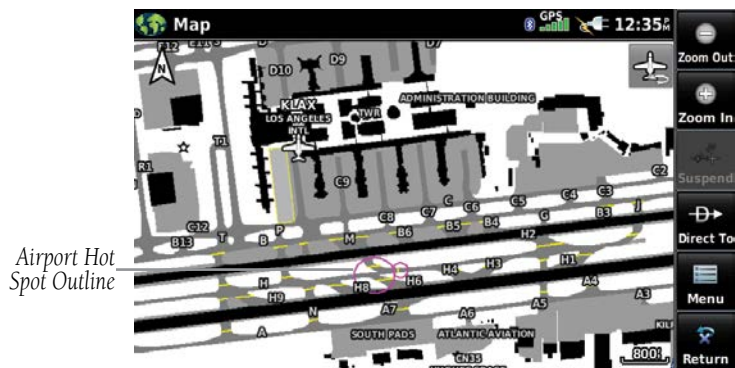 Map
GPS
12:35 P M
E12
D
D7
D10
D9
N
KLAX
LOS ANGELES
INTL
TWR
ADMINISTRATION BUILDING
T1
R1
C9
C2
C3
C4
C5
C
C6
C7
C8
C12
B13
T
B
P
M
B6
B5
B4
G
B3
J
H2
H
H8
H6
H4
H3
H1
H9
A7
A4
A3
A5
A6
N
A
SOUTH PADS
ATLANTIC AVIATION
CN35
800
Airport Hot
Spot Outline
Zoom Out
Zoom In
Suspend
Direct To
Menu
Return